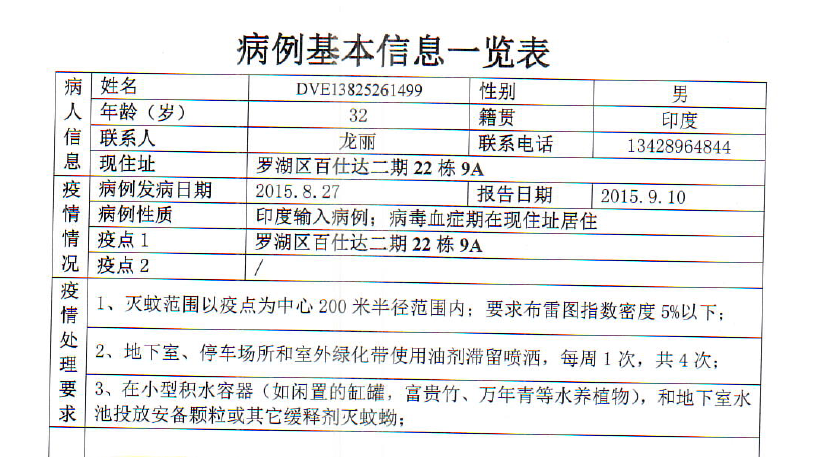 病例基本信息一览表
病人信息
姓名 DVE13825261499 性别 男
年龄（岁） 32 籍贯 印度
联系人 龙丽 联系电话 13428964844
现住址 罗湖区百仕达二期 22 栋 9A
疫情情况
病例发病日期 2015.8.27 报告日期 2015.9.10
病例性质 印度输入病例；病毒血症期在现住址居住
疫点 1 罗湖区百仕达二期 22 栋 9A
疫点 2 /
疫情处理要求
1、灭蚊范围以疫点为中心 200 米半径范围内；要求布雷图指数密度 5%以下；
2、地下室、停车场所和室外绿化带使用油剂滞留喷洒，每周 1 次，共 4 次；
3、在小型积水容器（如闲置的缸罐，富贵竹、万年青等水养植物），和地下室水
池投放安备颗粒或其它缓释剂灭蚊蚴；